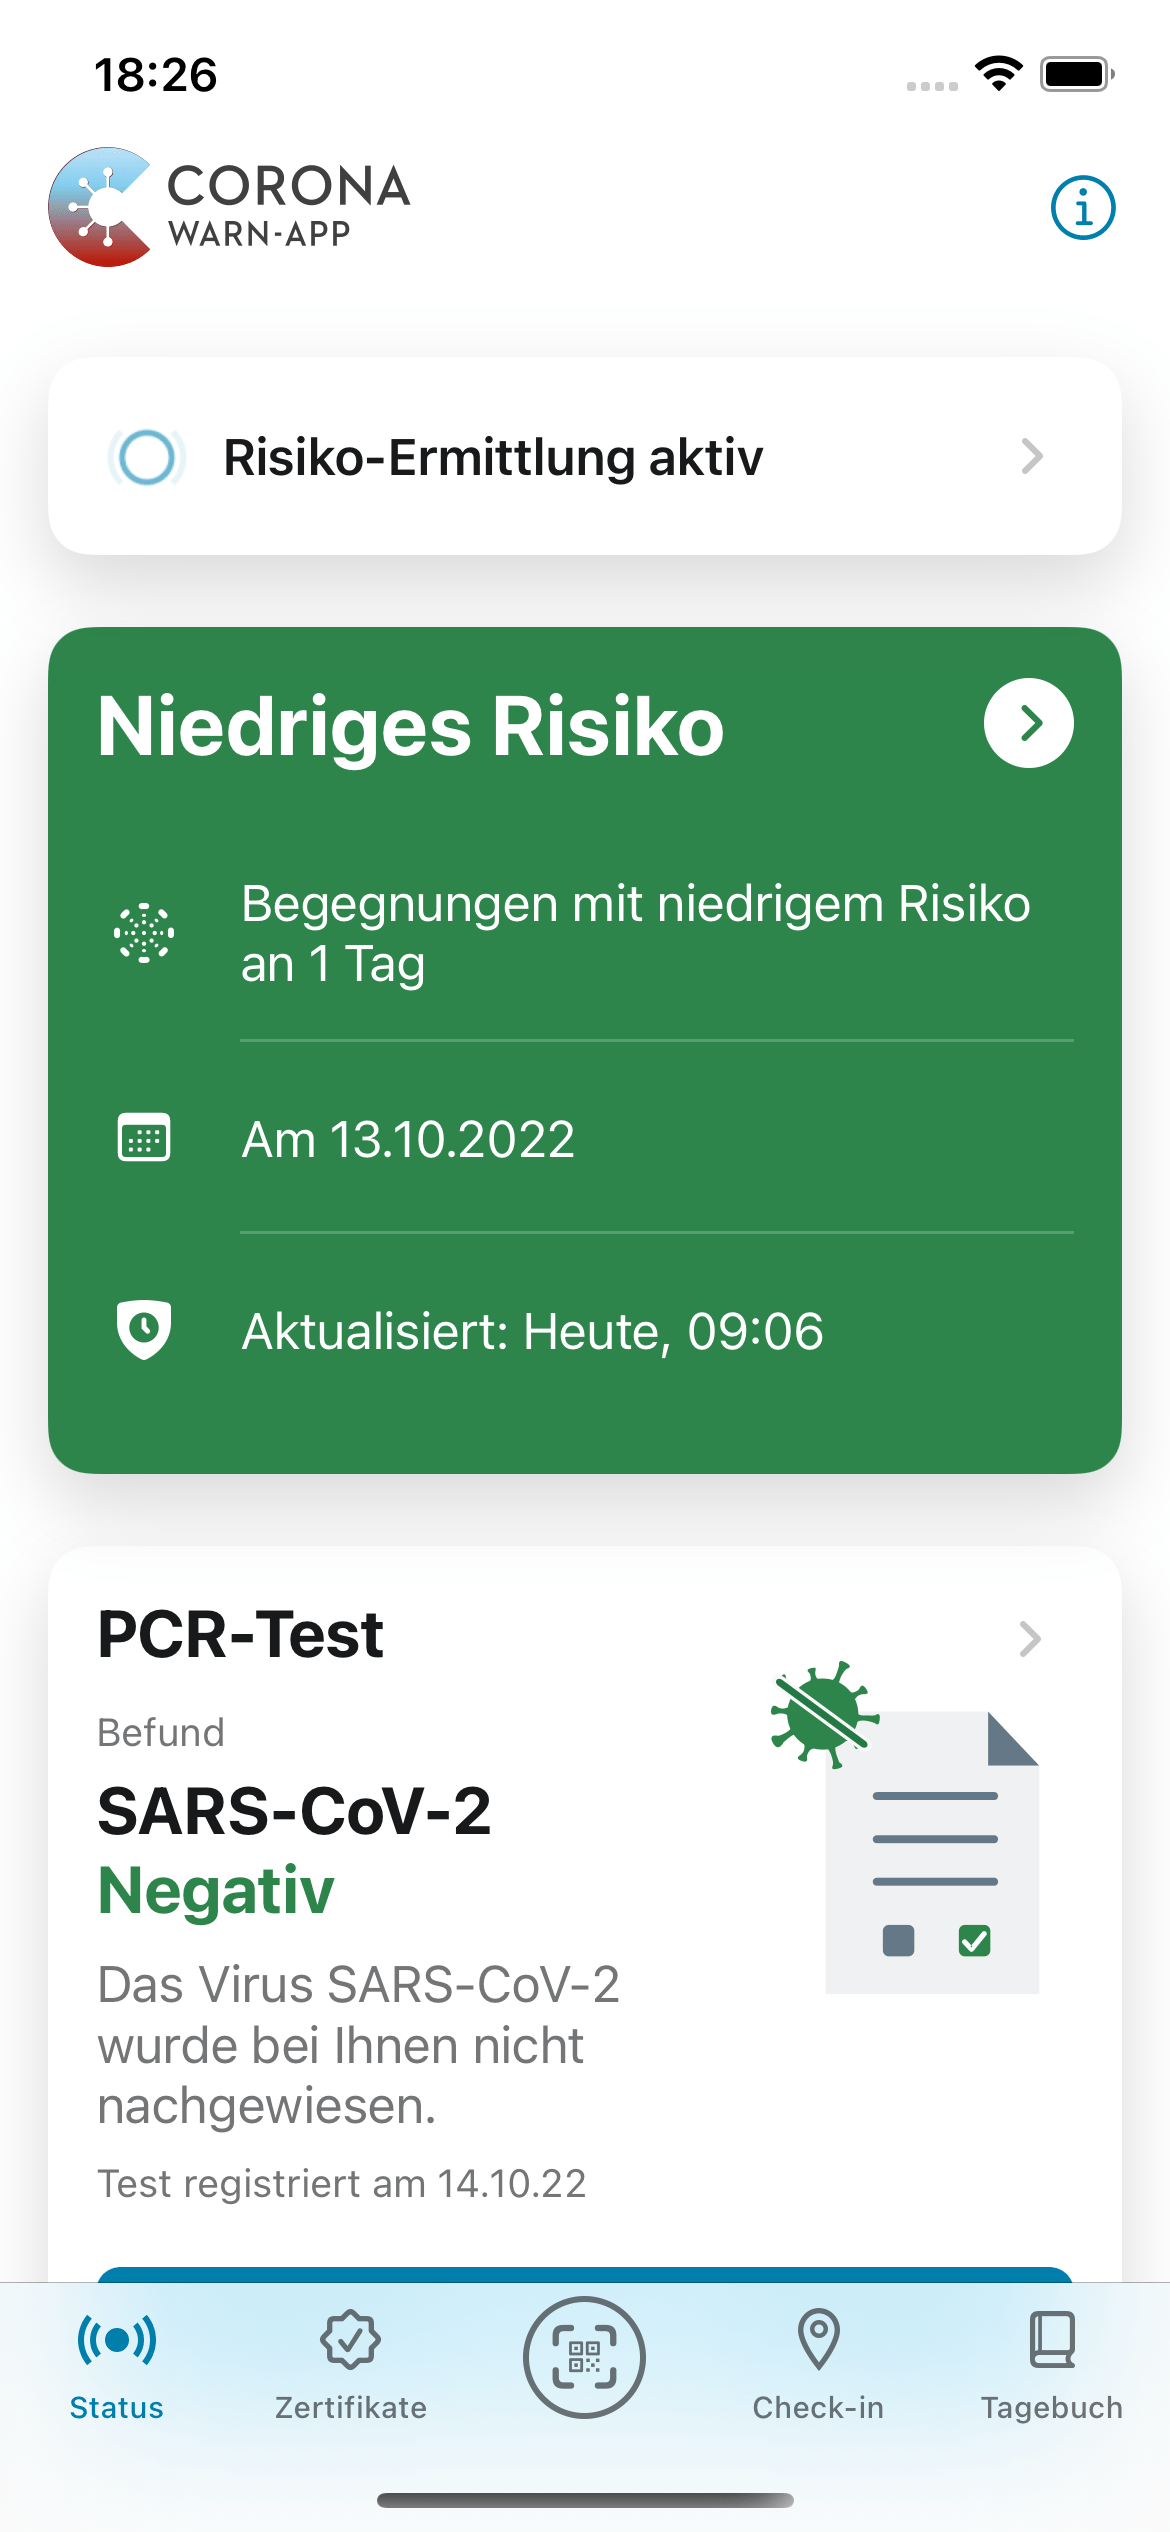 18:26
CORONA
WARN-APP
Risiko-Ermittlung aktiv
Niedriges Risiko
Begegnungen mit niedrigem Risiko
an 1 Tag
Am 13.10.2022
Aktualisiert: Heute, 09:06
PCR-Test
Befund
SARS-CoV-2
Negativ
Das Virus SARS-CoV-2
wurde bei Ihnen nicht
nachgewiesen.
Test registriert am 14.10.22
Status
Zertifikate
Check-in
Tagebuch